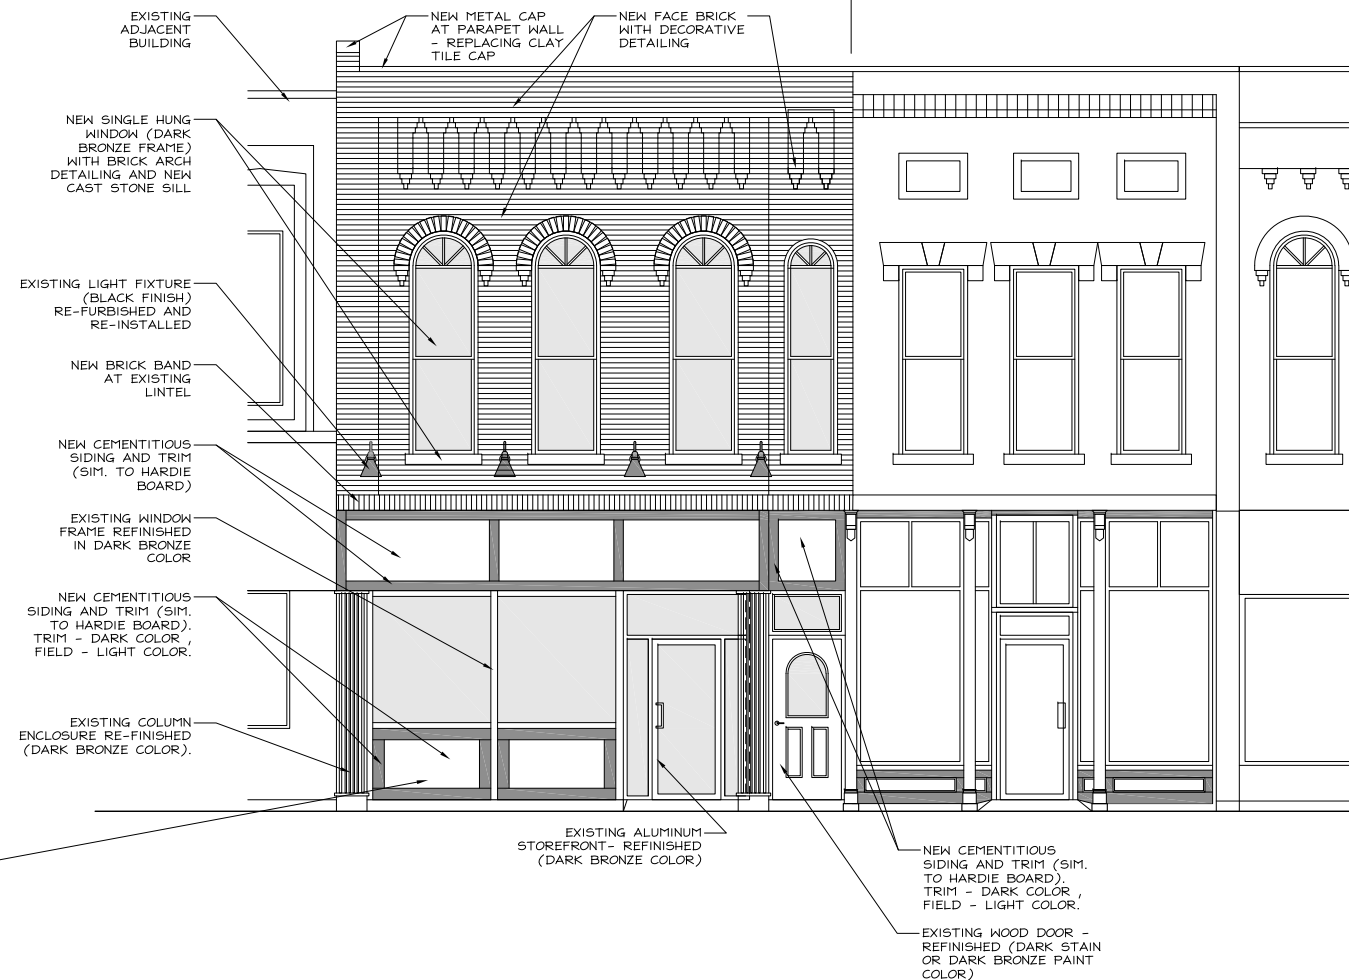 EXISTING
ADJACENT
BUILDING
NEW METAL CAP
AT PARAPET WALL
- REPLACING CLAY
TILE CAP
NEW FACE BRICK
WITH DECORATIVE
DETAILING
NEW SINGLE HUNG
WINDOW (DARK
BRONZE FRAME)
WITH BRICK ARCH
DETAILING AND NEW
CAST STONE SILL
EXISTING LIGHT FIXTURE
(BLACK FINISH)
RE-FURBISHED AND
RE-INSTALLED
NEW BRICK BAND
AT EXISTING
LINTEL
NEW CEMENTITIOUS
SIDING AND TRIM
(SIM. TO HARDIE
BOARD)
EXISTING WINDOW
FRAME REFINISHED
IN DARK BRONZE
COLOR
NEW CEMENTITIOUS
SIDING AND TRIM (SIM.
TO HARDIE BOARD).
TRIM - DARK COLOR ,
FIELD - LIGHT COLOR.
EXISTING COLUMN
ENCLOSURE RE-FINISHED
(DARK BRONZE COLOR).
EXISTING ALUMINUM
STOREFRONT- REFINISHED
(DARK BRONZE COLOR)
NEW CEMENTITIOUS
SIDING AND TRIM (SIM.
TO HARDIE BOARD).
TRIM - DARK COLOR ,
FIELD - LIGHT COLOR.
EXISTING WOOD DOOR -
REFINISHED (DARK STAIN
OR DARK BRONZE PAINT
COLOR)